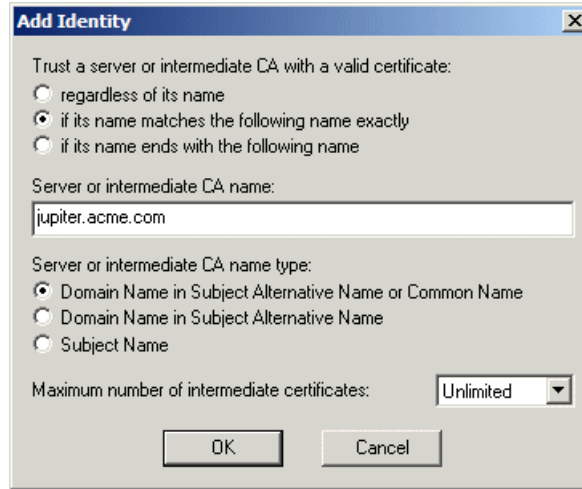 Add Identity
Trust a server or intermediate CA with a valid certificate:
regardless of its name
if its name matches the following name exactly
if its name ends with the following name
Server or intermediate CA name:
jupiter.acme.com
Server or intermediate CA name type:
Domain Name in Subject Alternative Name or Common Name
Domain Name in Subject Alternative Name
Subject Name
Maximum number of intermediate certificates: Unlimited
OK Cancel